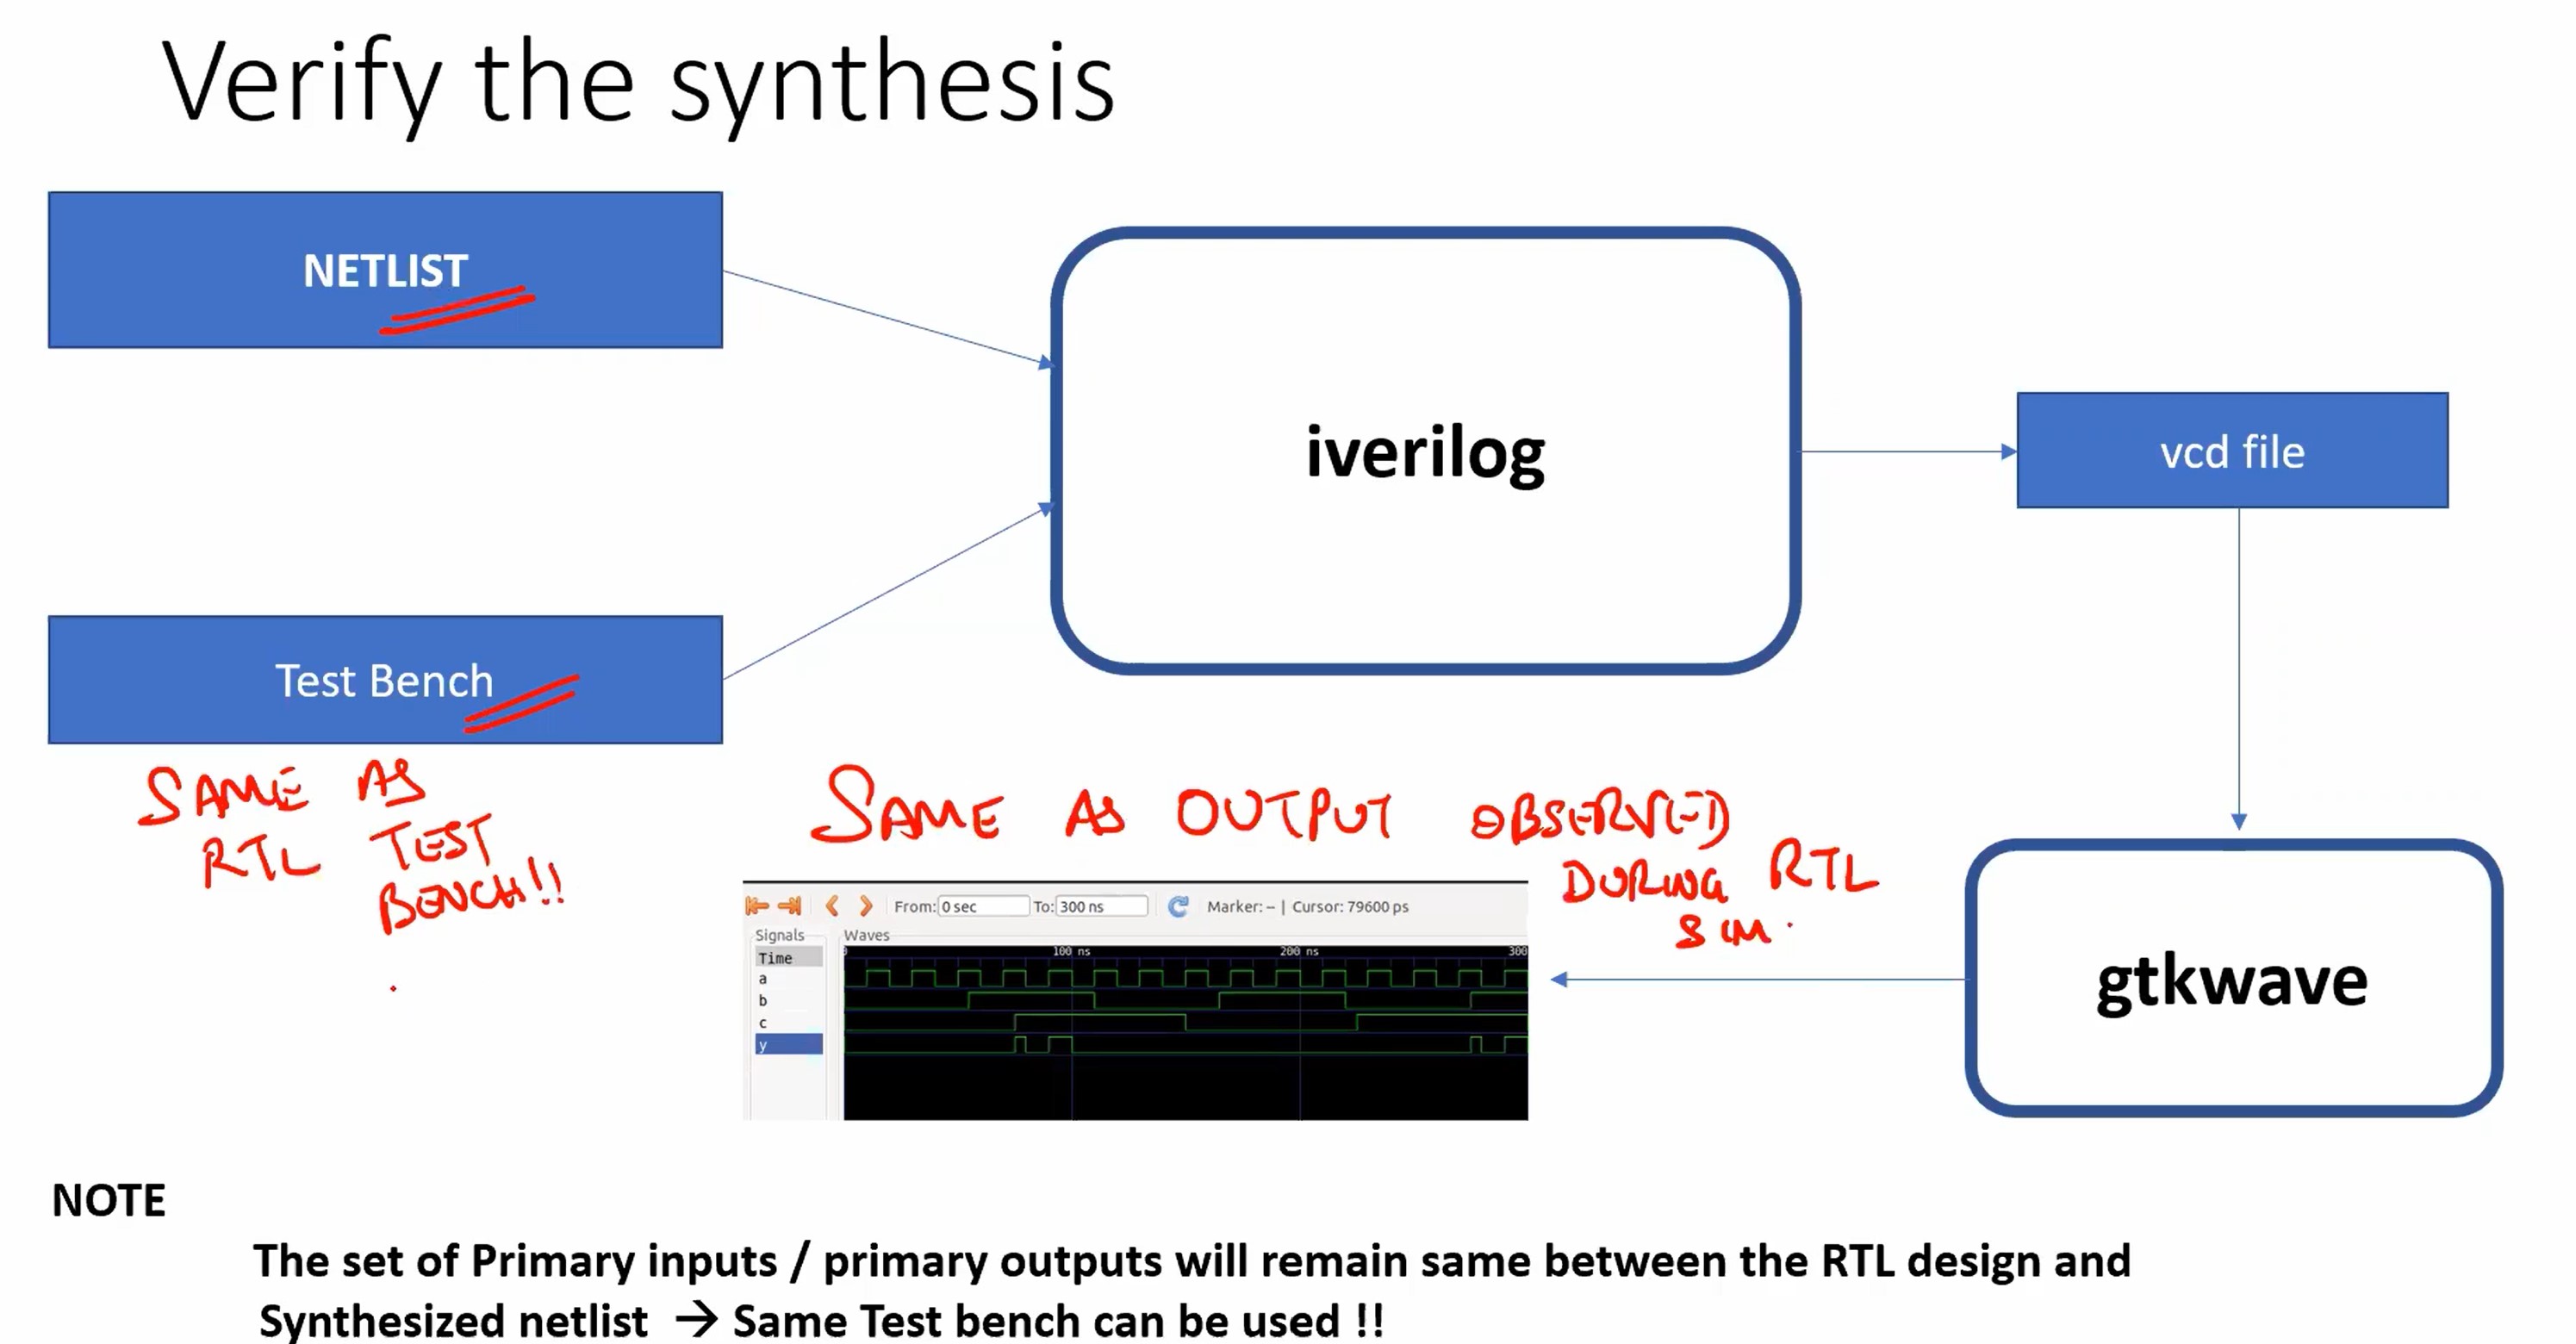 Verify the synthesis
NETLIST
iverilog
vcd file
Test Bench
SAME AS
RTL TEST
BENCH!!
SAME AS OUTPUT OBSERVED
DURING RTL
SIM.
From: 0 sec To: 300 ns Marker: -- | Cursor: 79600 ps
Signals
Waves
Time
0 100 ns 200 ns 300
a
b
c
y
gtkwave
NOTE
The set of Primary inputs / primary outputs will remain same between the RTL design and
Synthesized netlist → Same Test bench can be used !!